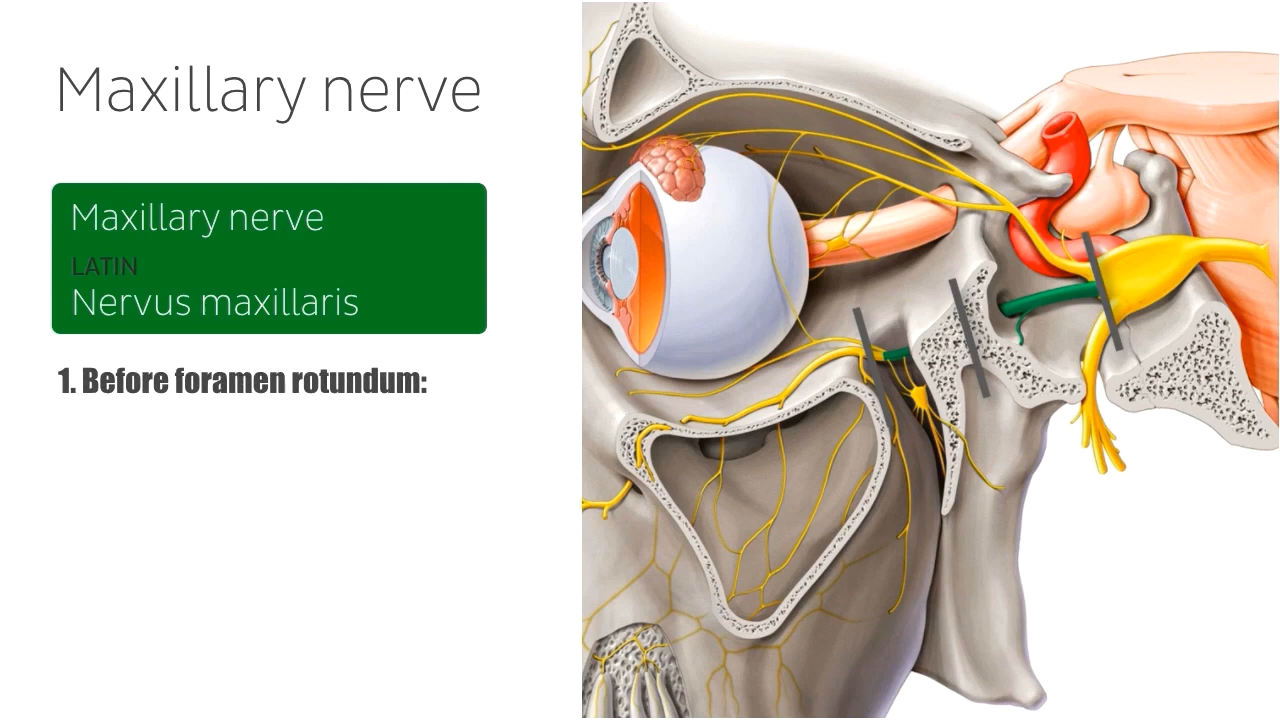 Maxillary nerve
Maxillary nerve
LATIN
Nervus maxillaris
1. Before foramen rotundum: